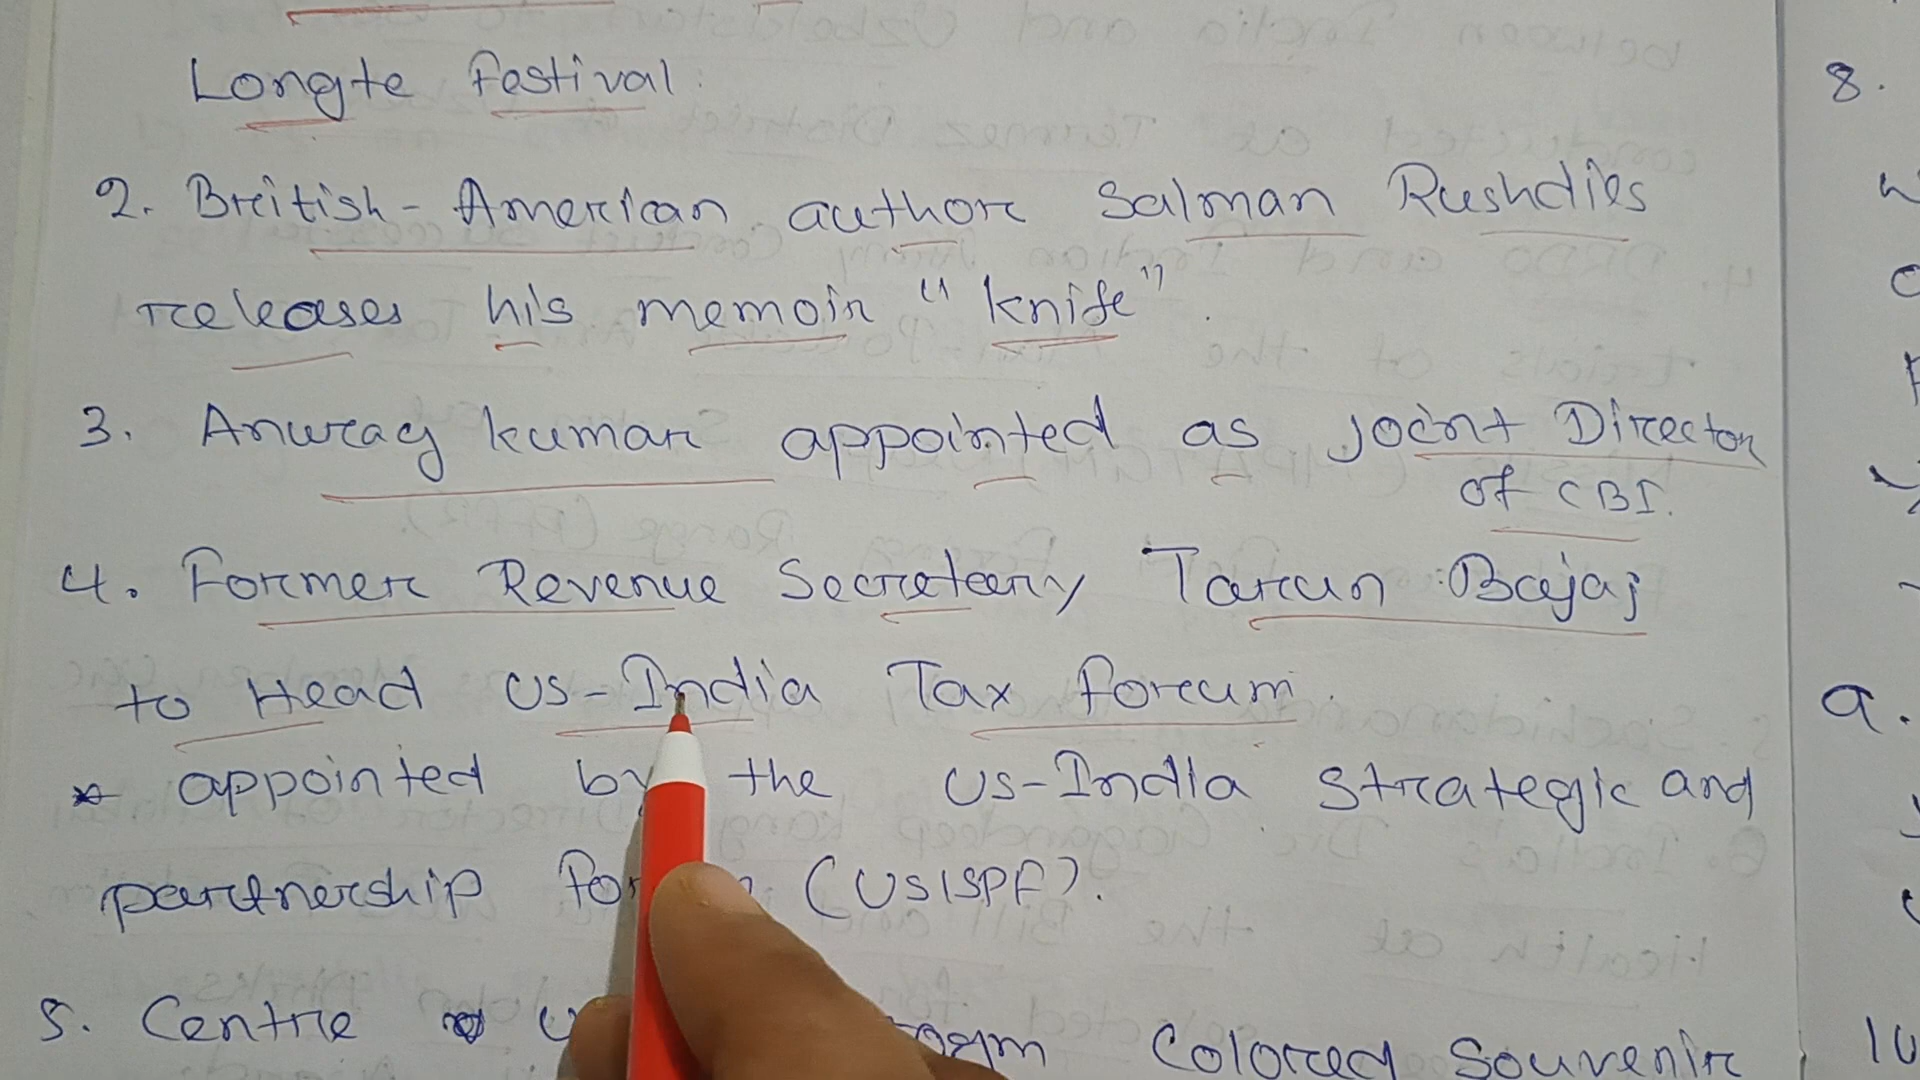 Longte Festival.
2. British-American author Salman Rushdies
releases his memoir "knife".
3. Anurag kumar appointed as Joint Director
of CBI.
4. Former Revenue Secretary Tarun Bajaj
to Head US-India Tax forum.
* appointed by the US-India strategic and
partnership (USISPF).
5. Centre Colored Souvenir
8.
9.
10